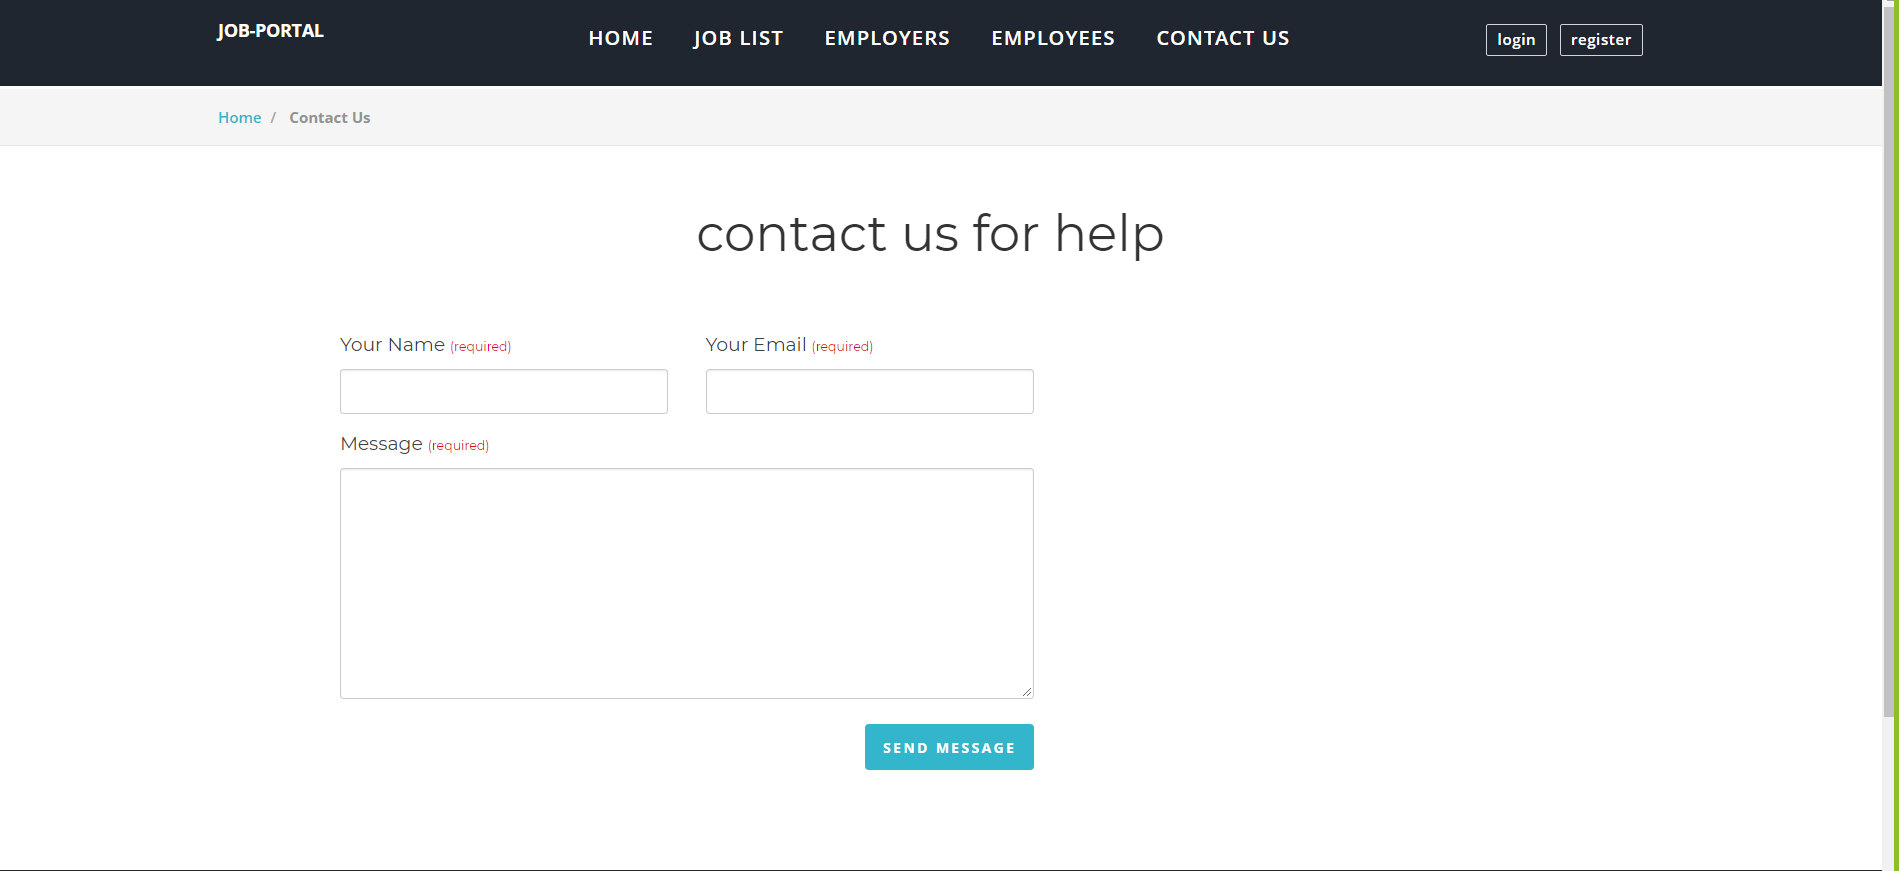 JOB-PORTAL HOME JOB LIST EMPLOYERS EMPLOYEES CONTACT US login register
Home / Contact Us
contact us for help
Your Name (required) Your Email (required)
Message (required)
SEND MESSAGE